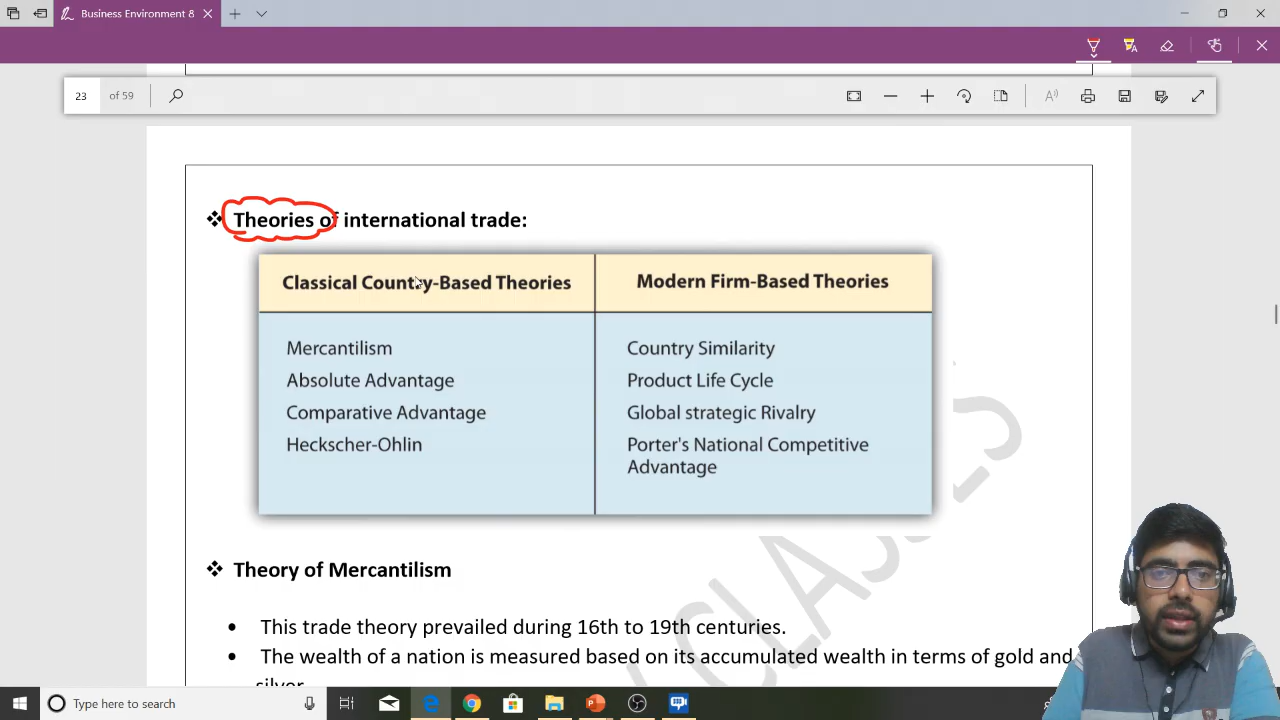 Business Environment 8
23 of 59
❖ Theories of international trade:
Classical Country-Based Theories
Modern Firm-Based Theories
Mercantilism
Country Similarity
Absolute Advantage
Product Life Cycle
Comparative Advantage
Global strategic Rivalry
Heckscher-Ohlin
Porter's National Competitive
Advantage
CLASSES
❖ Theory of Mercantilism
• This trade theory prevailed during 16th to 19th centuries.
• The wealth of a nation is measured based on its accumulated wealth in terms of gold and
silver
Type here to search